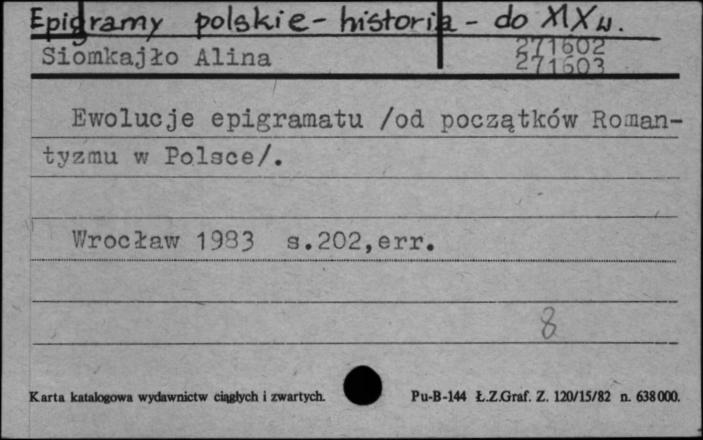 Epigramy polskie - historia - do XIX w.
271602
Siomkajło Alina
271603
Ewolucje epigramatu /od początków Roman-
tyzmu w Polsce/.
Wrocław 1983 s.202,err.
8
Karta katalogowa wydawnictw ciągłych i zwartych. Pu-B-144 Ł.Z.Graf. Z. 120/15/82 n. 638000.